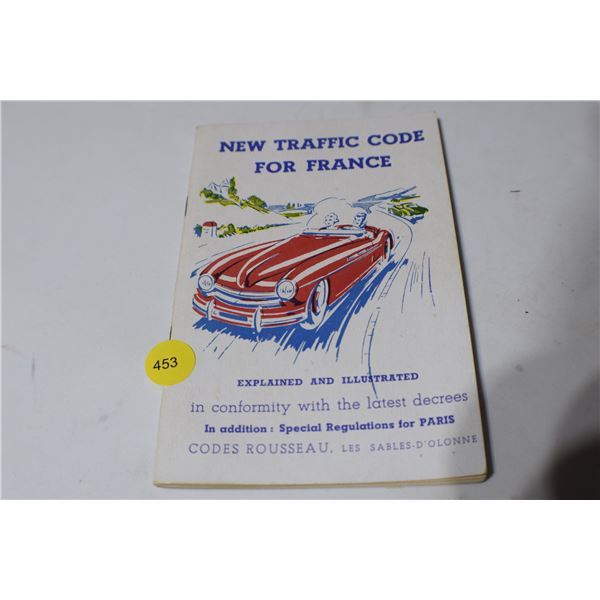 NEW TRAFFIC CODE
FOR FRANCE
453
EXPLAINED AND ILLUSTRATED
in conformity with the latest decrees
In addition : Special Regulations for PARIS
CODES ROUSSEAU, LES SABLES-D'OLONNE